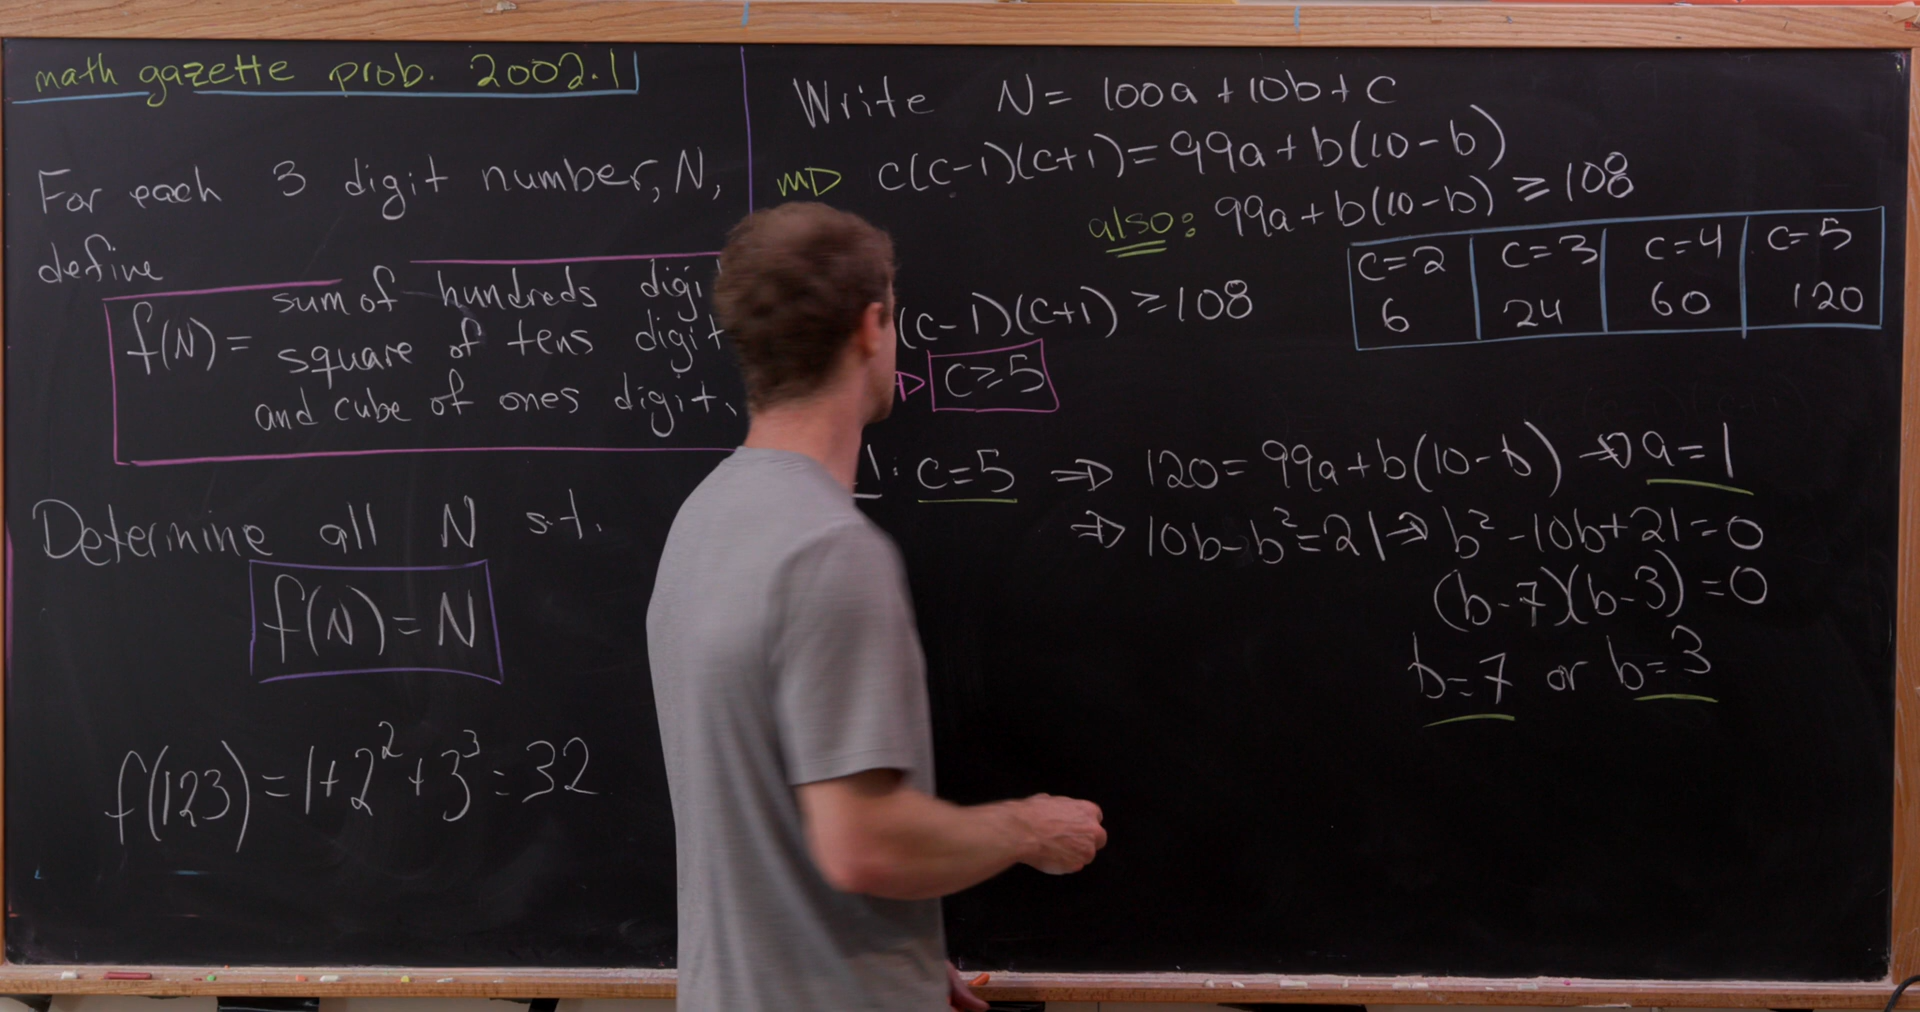 math gazette prob. 2002.1
For each 3 digit number, N,
define
f(N) = sum of hundreds
square of tens digit
and cube of ones digit.
Determine all N s.t.
f(N) = N
f(123) = 1 + 2² + 3³ = 32
Write N = 100a + 10b + c
⇒ c(c-1)(c+1) = 99a + b(10-b)
also: 99a + b(10-b) ≥ 108
c=2 c=3 c=4 c=5
6 24 60 120
(c-1)(c+1) ≥ 108
⇒ c≥5
1: c=5 ⇒ 120 = 99a + b(10-b) ⇒ a=1
⇒ 10b-b² = 21 ⇒ b² - 10b + 21 = 0
(b-7)(b-3) = 0
b=7 or b=3